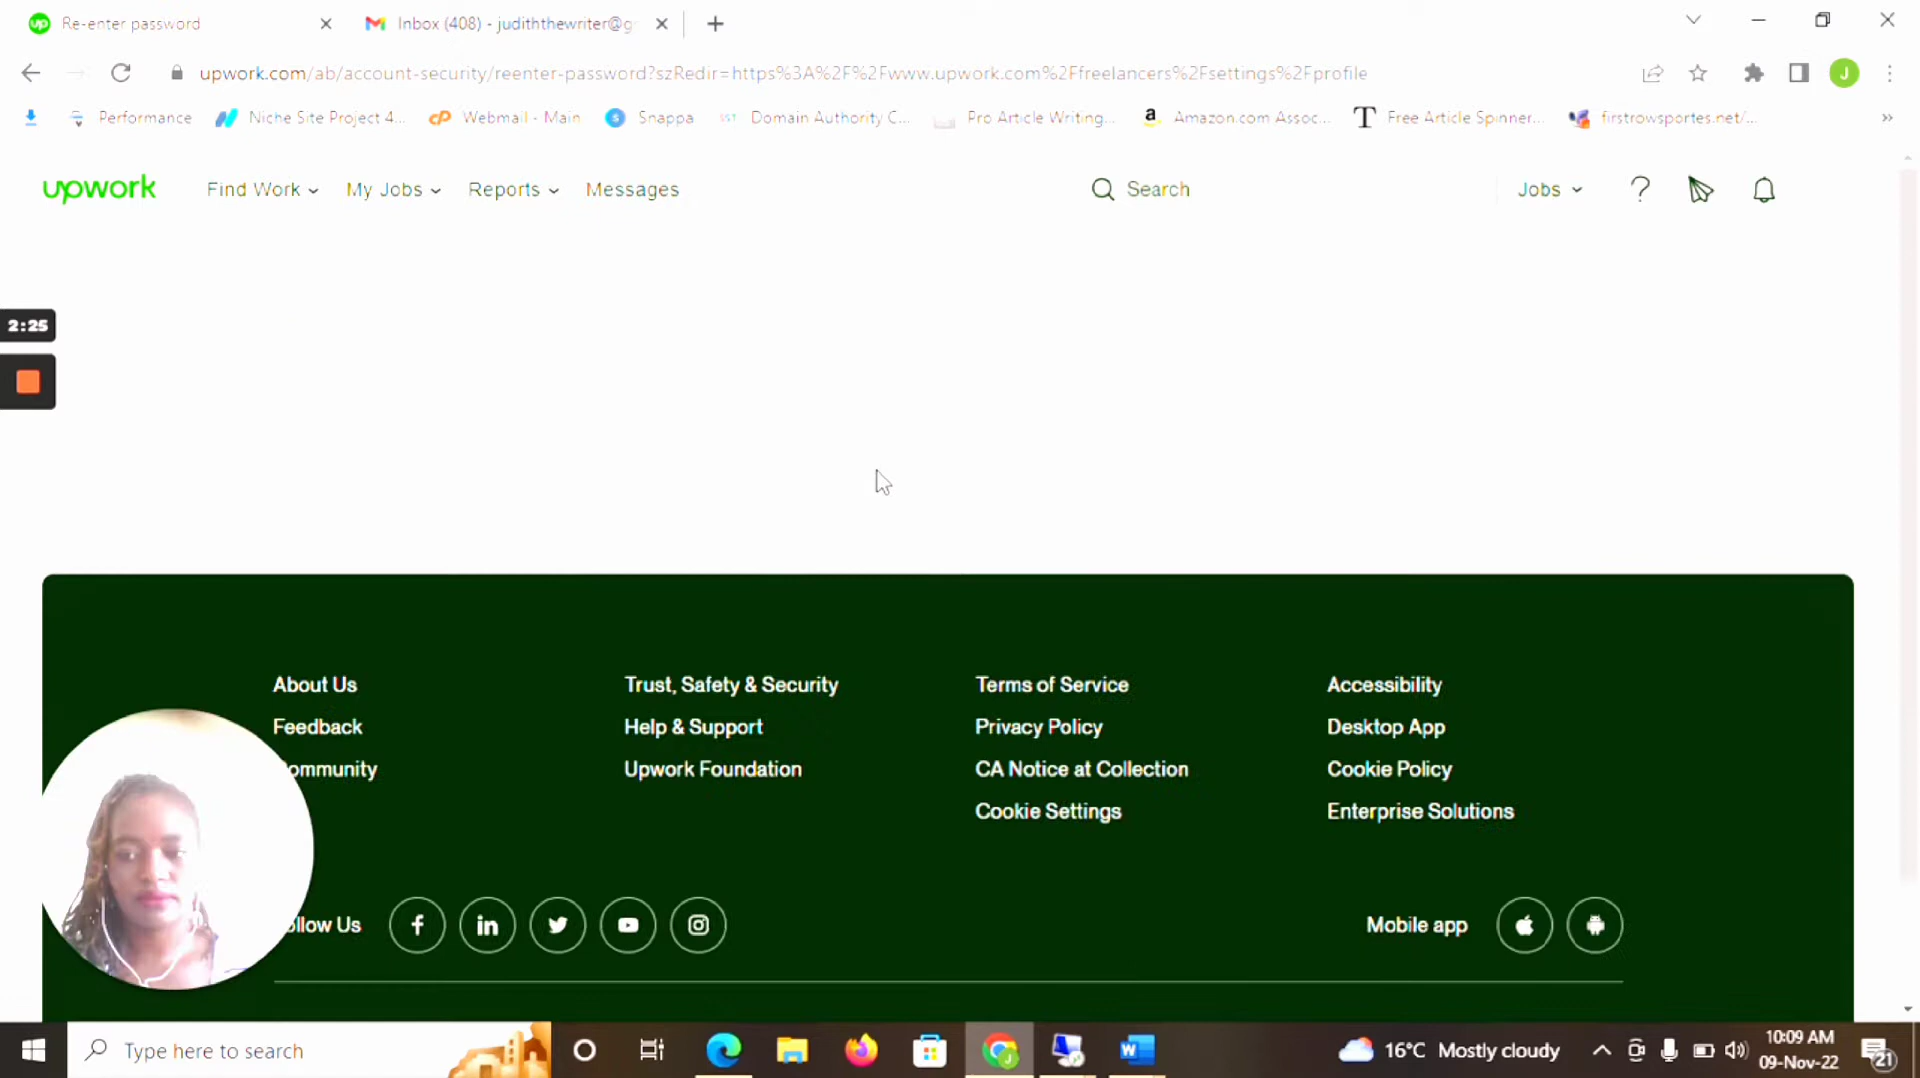 Re-enter password
Inbox (408) - judiththewriter@g
upwork.com/ab/account-security/reenter-password?szRedir=https%3A%2F%2Fwww.upwork.com%2Ffreelancers%2Fsettings%2Fprofile
J
Performance
Niche Site Project 4...
Webmail - Main
Snappa
Domain Authority C...
Pro Article Writing...
Amazon.com Assoc...
Free Article Spinner...
firstrowsportes.net/...
upwork
Find Work
My Jobs
Reports
Messages
Search
Jobs
2:25
About Us
Trust, Safety & Security
Terms of Service
Accessibility
Feedback
Help & Support
Privacy Policy
Desktop App
ommunity
Upwork Foundation
CA Notice at Collection
Cookie Policy
Cookie Settings
Enterprise Solutions
ollow Us
Mobile app
Type here to search
16°C Mostly cloudy
10:09 AM
09-Nov-22
21